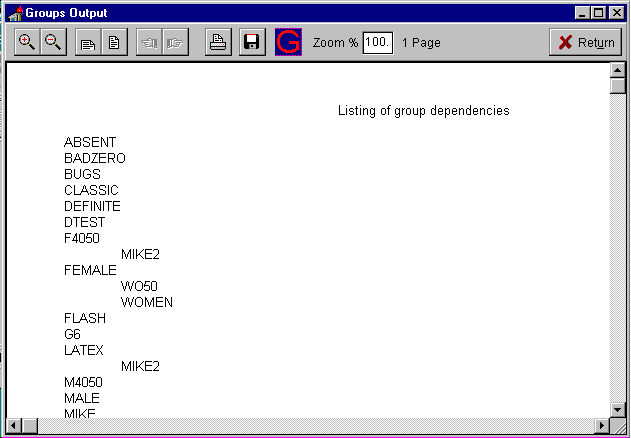 Groups Output
G Zoom % 100. 1 Page Return
Listing of group dependencies
ABSENT
BADZERO
BUGS
CLASSIC
DEFINITE
DTEST
F4050
MIKE2
FEMALE
WO50
WOMEN
FLASH
G6
LATEX
MIKE2
M4050
MALE
MIKE